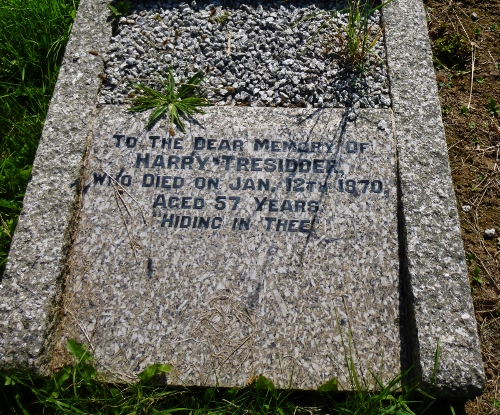 TO THE DEAR MEMORY OF
HARRY TRESIDDER,
WHO DIED ON JAN. 12TH 1970,
AGED 57 YEARS.
"HIDING IN THEE"